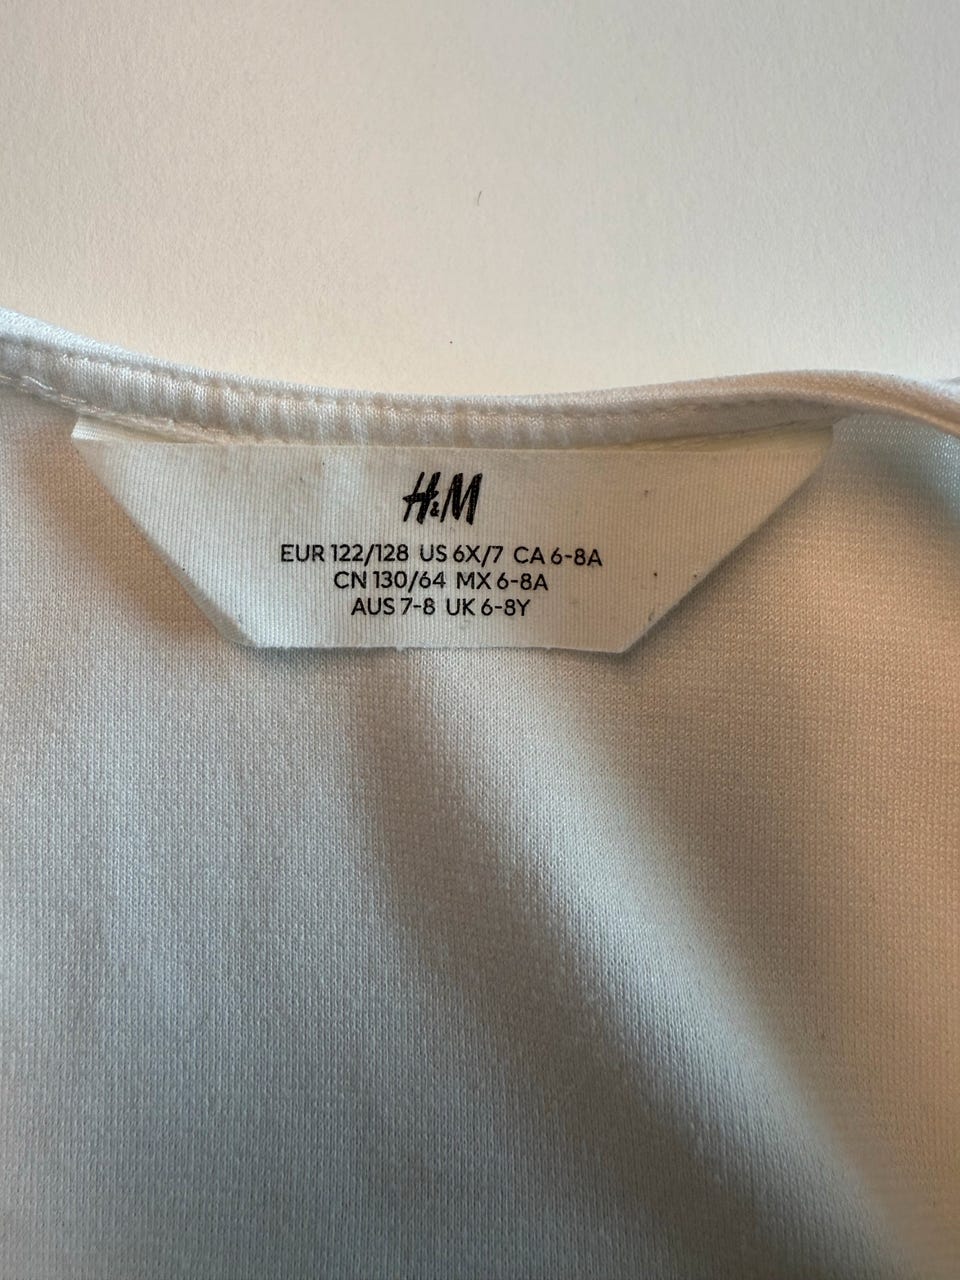 H&M
EUR 122/128 US 6X/7 CA 6-8A
CN 130/64 MX 6-8A
AUS 7-8 UK 6-8Y